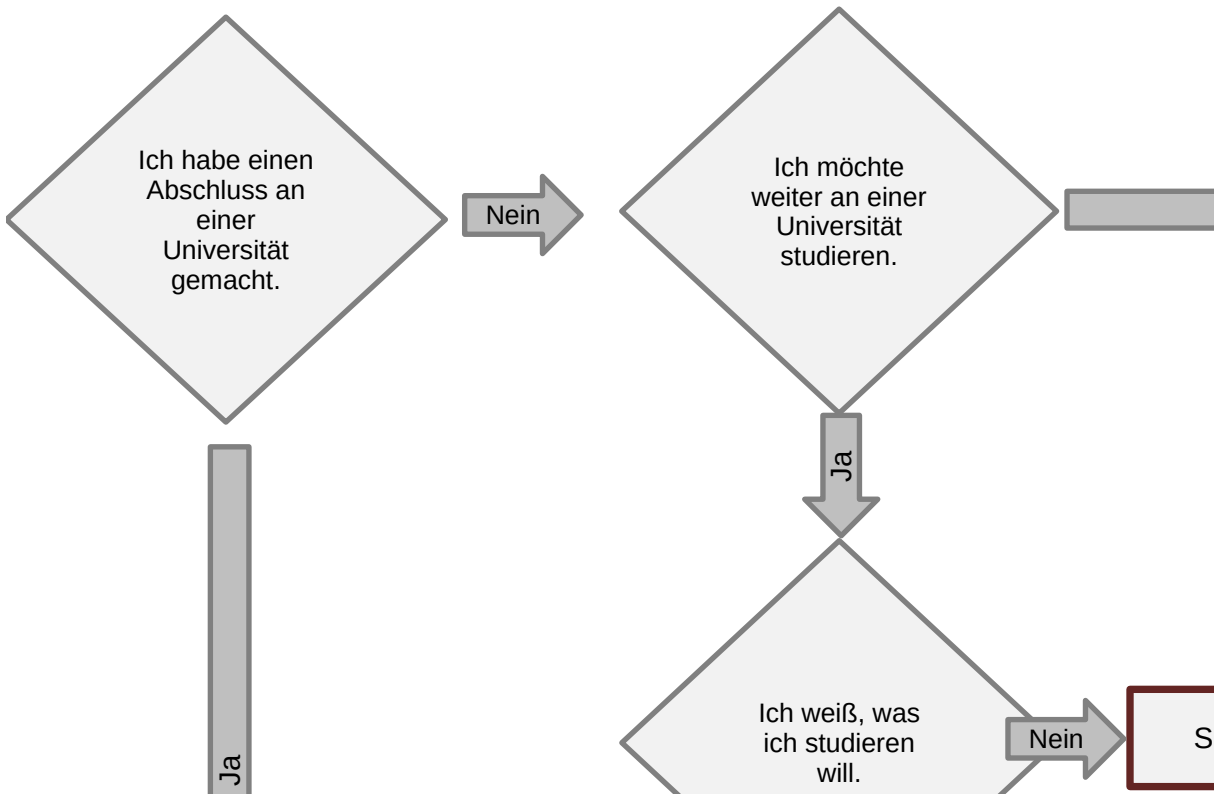 Ich habe einen
Abschluss an
einer
Universität
gemacht.
Nein
Ich möchte
weiter an einer
Universität
studieren.
Ja
Ja
Ich weiß, was
ich studieren
will.
Nein
S